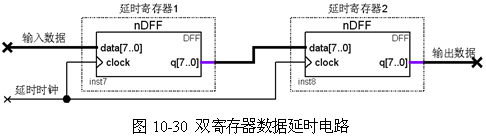 延时寄存器1
延时寄存器2
nDFF
nDFF
输入数据
DFF
DFF
输出数据
data[7..0]
data[7..0]
clock
q[7..0]
clock
q[7..0]
延时时钟
inst7
inst8
图 10-30 双寄存器数据延时电路